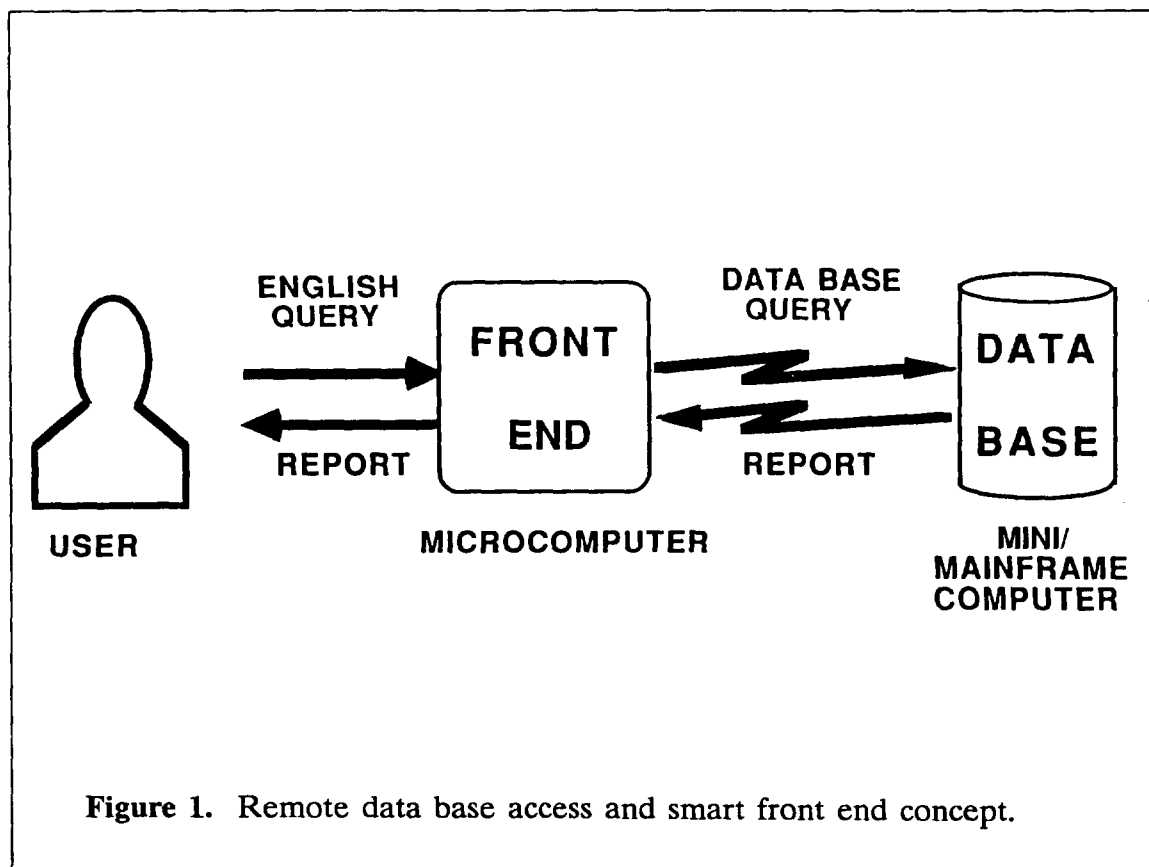 ENGLISH
QUERY
DATA BASE
QUERY
FRONT
END
DATA
BASE
REPORT
REPORT
USER
MICROCOMPUTER
MINI/
MAINFRAME
COMPUTER
Figure 1. Remote data base access and smart front end concept.